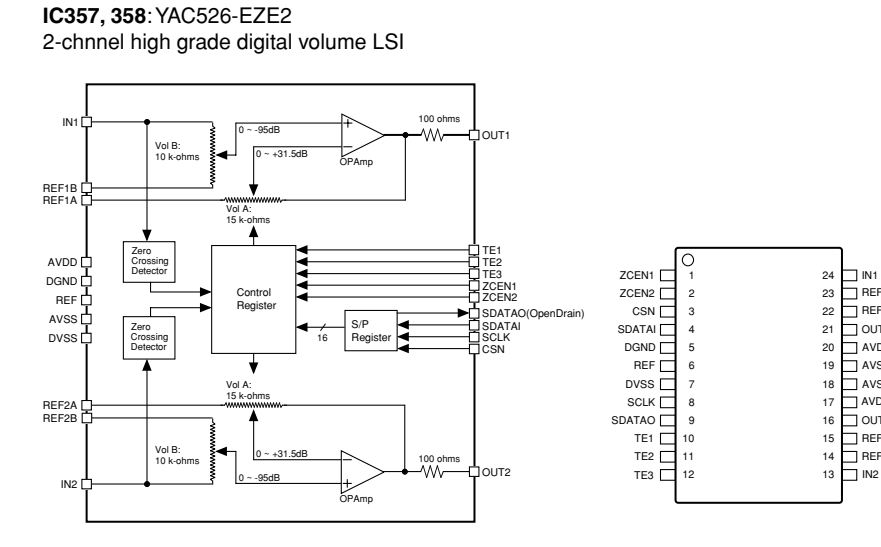 IC357, 358: YAC526-EZE2
2-chnnel high grade digital volume LSI
IN1
Vol B:
10 k-ohms
0 ~ -95dB
0 ~ +31.5dB
OPAmp
100 ohms
OUT1
REF1B
REF1A
Vol A:
15 k-ohms
Zero
Crossing
Detector
AVDD
DGND
REF
AVSS
DVSS
Zero
Crossing
Detector
Control
Register
TE1
TE2
TE3
ZCEN1
ZCEN2
SDATAO(OpenDrain)
SDATAI
SCLK
CSN
S/P
Register
16
Vol A:
15 k-ohms
REF2A
REF2B
Vol B:
10 k-ohms
0 ~ +31.5dB
0 ~ -95dB
OPAmp
100 ohms
OUT2
IN2
ZCEN1 1 24 IN1
ZCEN2 2 23
CSN 3 22
SDATAI 4 21
DGND 5 20
REF 6 19
DVSS 7 18
SCLK 8 17
SDATAO 9 16
TE1 10 15
TE2 11 14
TE3 12 13 IN2